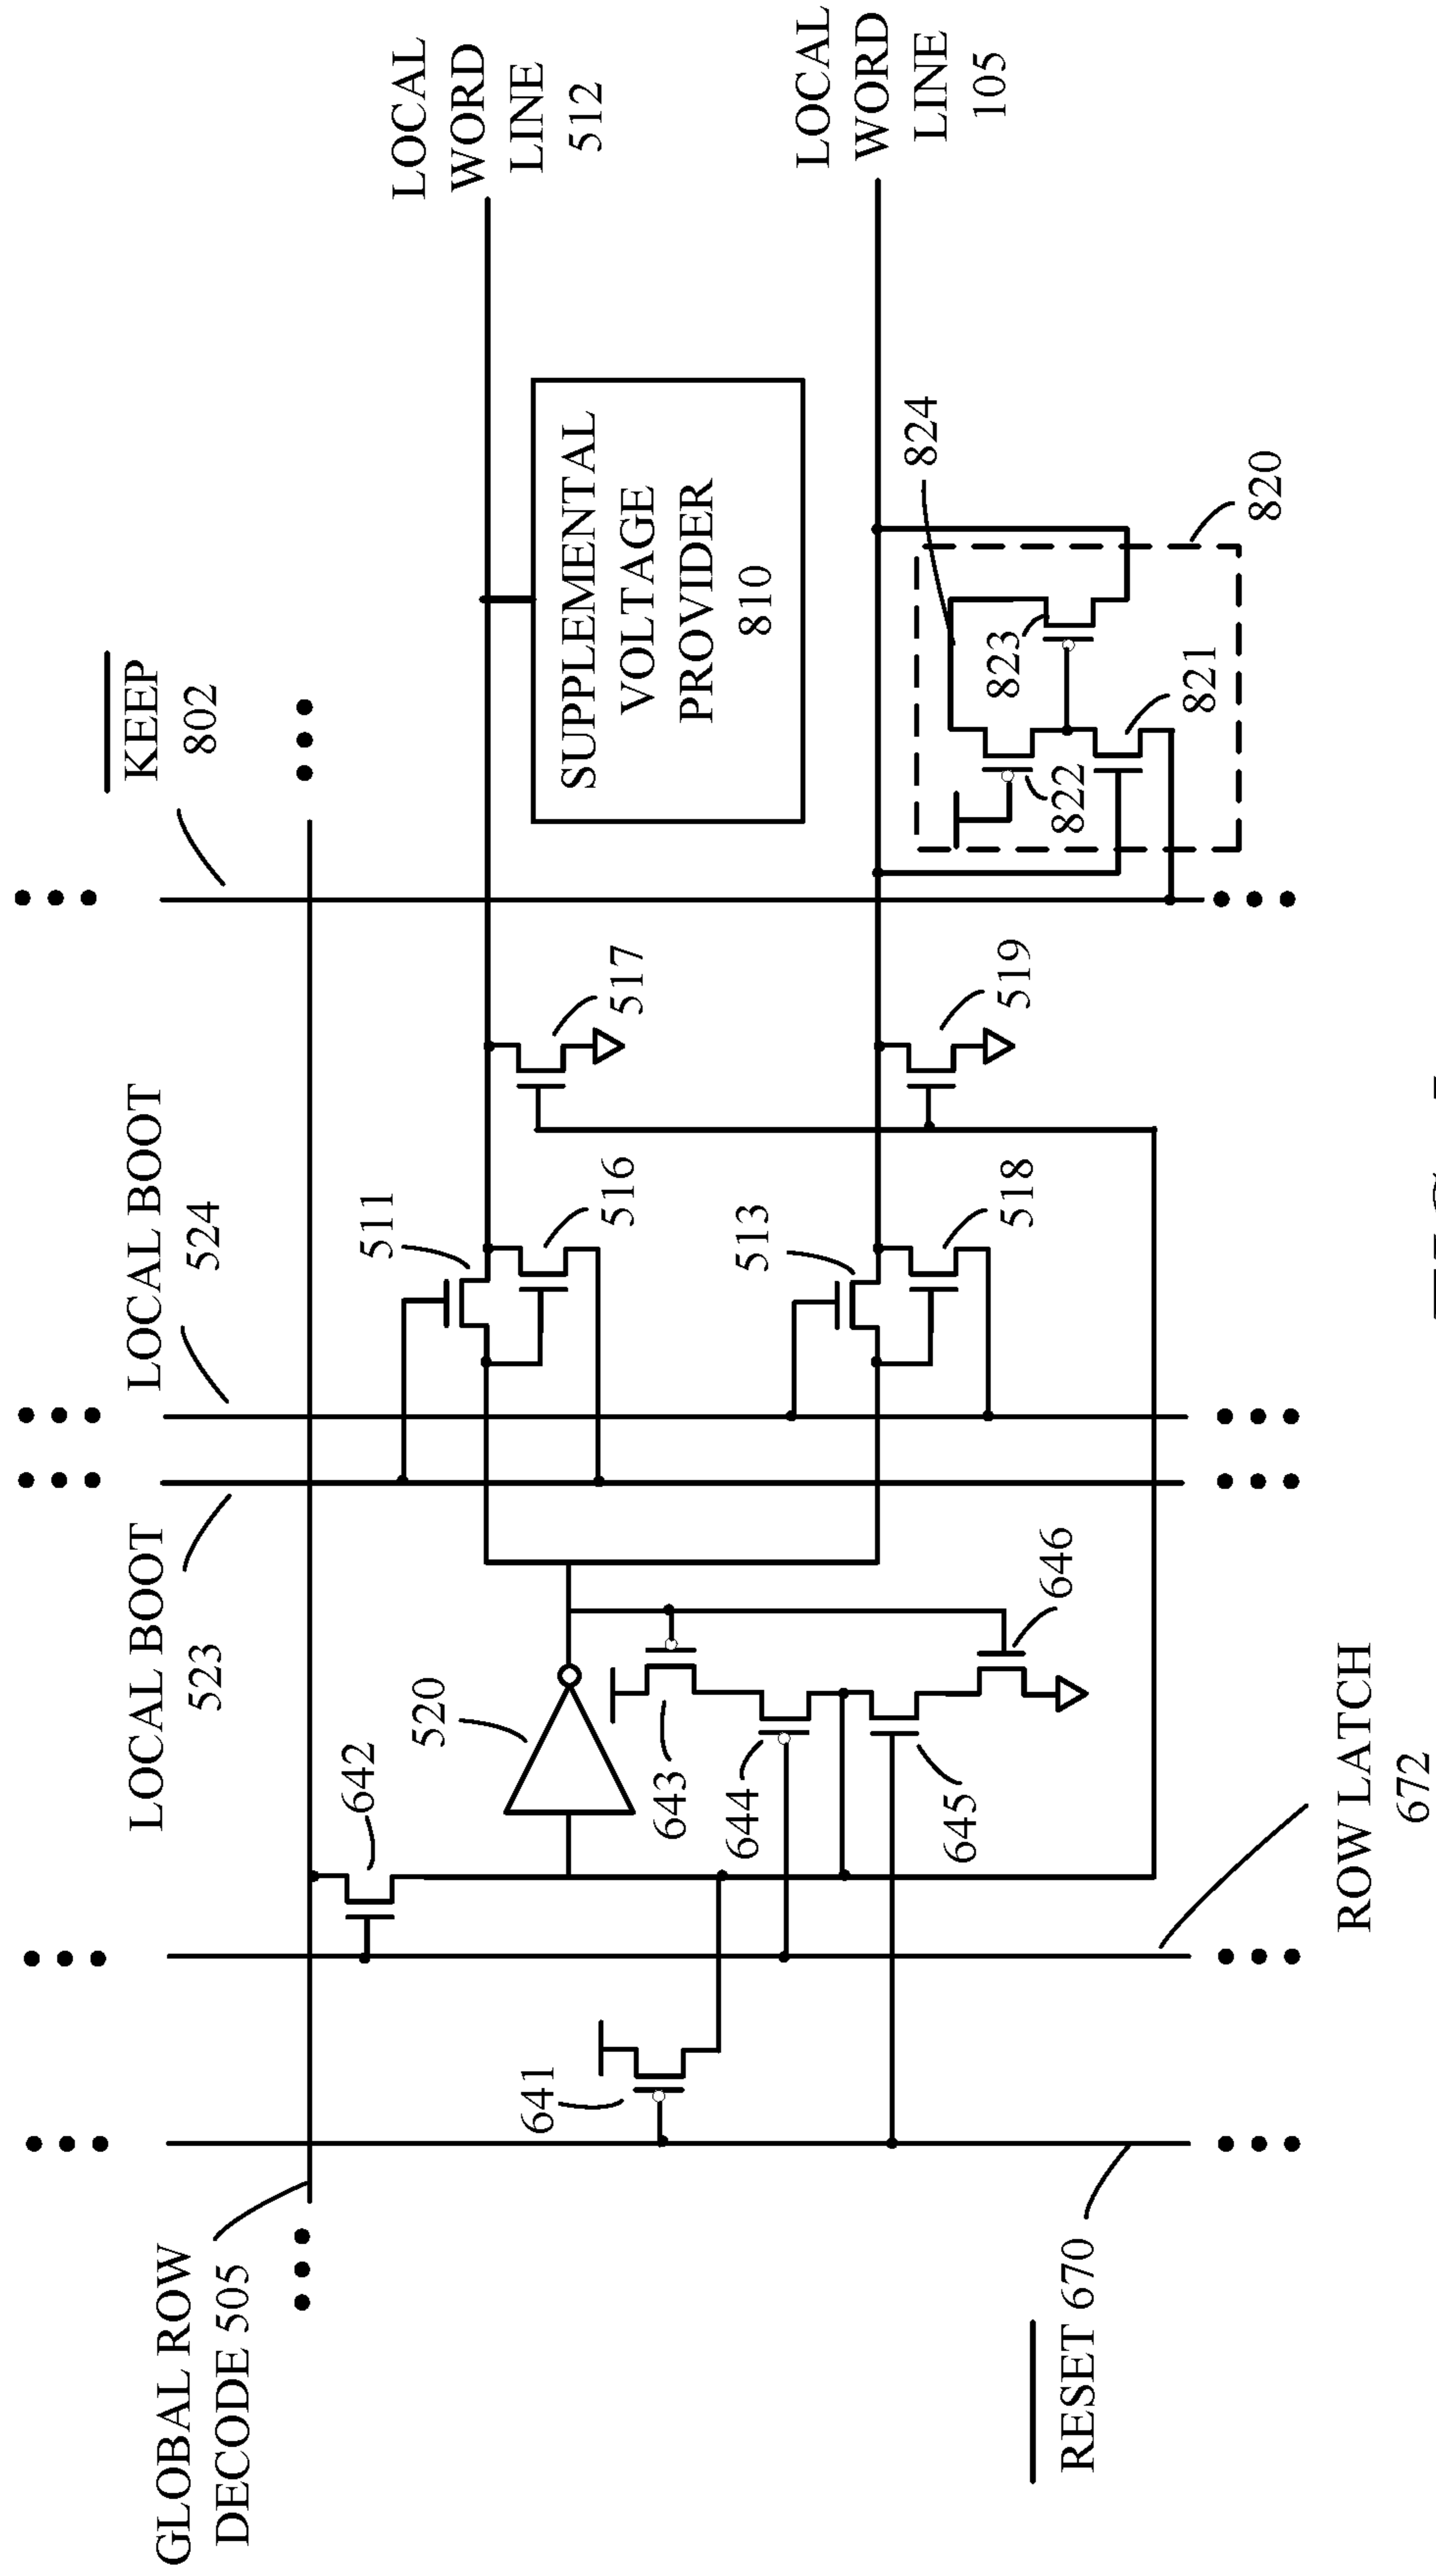 GLOBAL ROW
DECODE 505
LOCAL BOOT
523
LOCAL BOOT
524
KEEP
802
LOCAL
WORD
LINE
512
642
520
511
516
517
SUPPLEMENTAL
VOLTAGE
PROVIDER
810
LOCAL
WORD
LINE
105
641
643
644
645
646
513
518
519
824
823
822
821
820
RESET 670
ROW LATCH
672